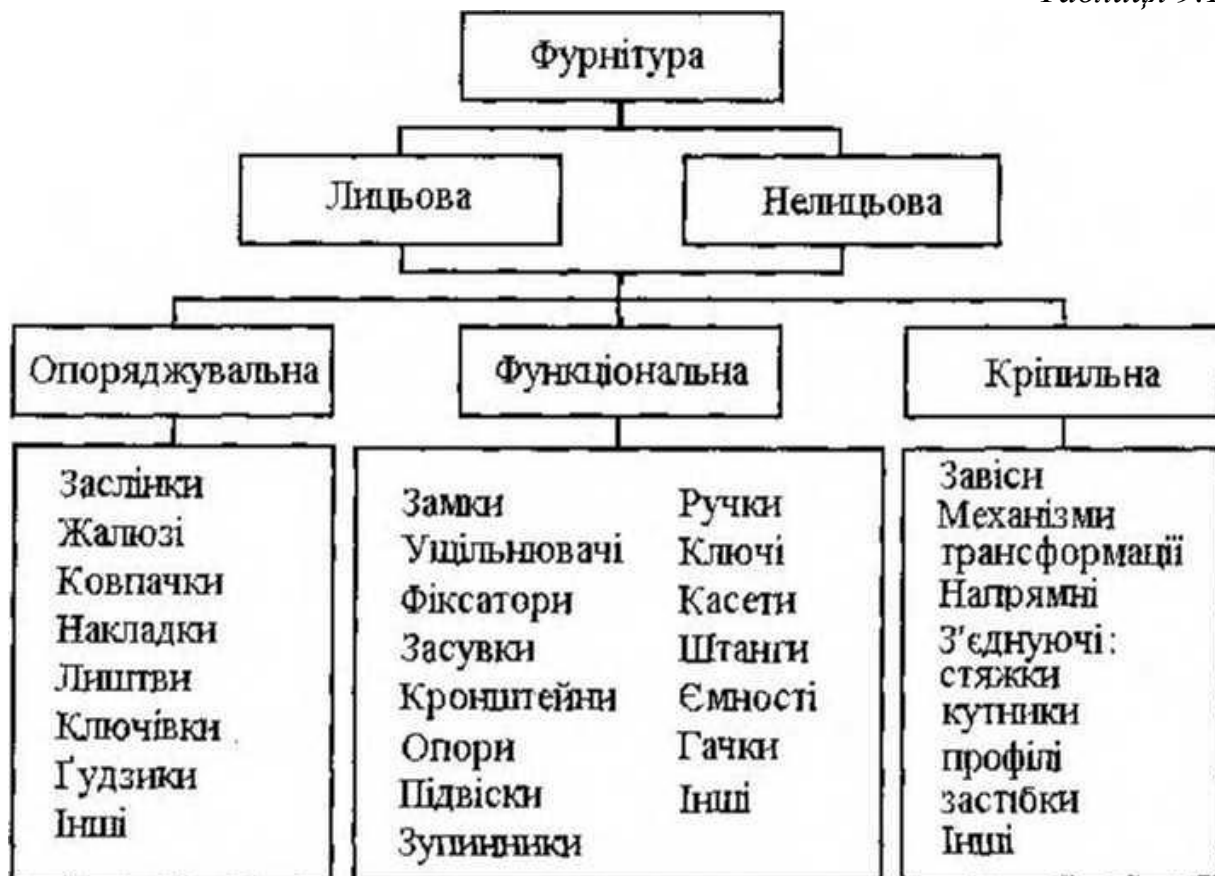 Фурнітура
Лицьова
Нелицьова
Опоряджувальна
Функціональна
Кріпильна
Заслінки
Жалюзі
Ковпачки
Накладки
Лиштви
Ключівки
Ґудзики
Інші
Замки
Ущільнювачі
Фіксатори
Засувки
Кронштейни
Опори
Підвіски
Зупинники
Ручки
Ключі
Касети
Штанги
Ємності
Гачки
Інші
Завіси
Механізми
трансформації
Напрямні
З'єднуючі:
стяжки
кутники
профілі
застібки
Інші